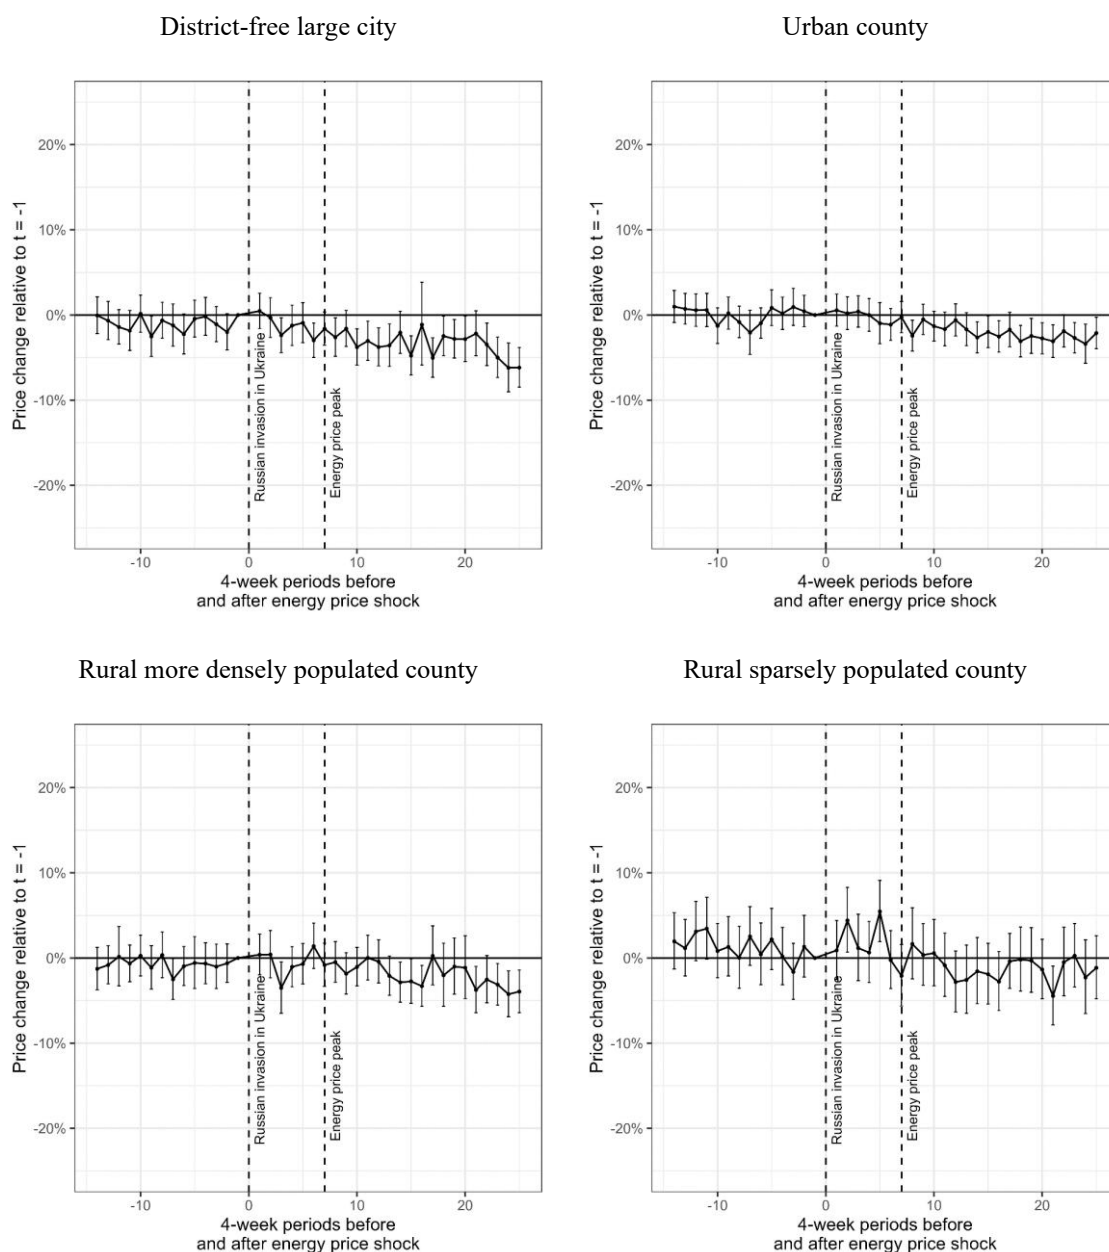 District-free large city
Urban county
Price change relative to t = -1
20%
10%
0%
-10%
-20%
Russian invasion in Ukraine
Energy price peak
-10
0
10
20
4-week periods before
and after energy price shock
Price change relative to t = -1
20%
10%
0%
-10%
-20%
Russian invasion in Ukraine
Energy price peak
-10
0
10
20
4-week periods before
and after energy price shock
Rural more densely populated county
Rural sparsely populated county
Price change relative to t = -1
20%
10%
0%
-10%
-20%
Russian invasion in Ukraine
Energy price peak
-10
0
10
20
4-week periods before
and after energy price shock
Price change relative to t = -1
20%
10%
0%
-10%
-20%
Russian invasion in Ukraine
Energy price peak
-10
0
10
20
4-week periods before
and after energy price shock